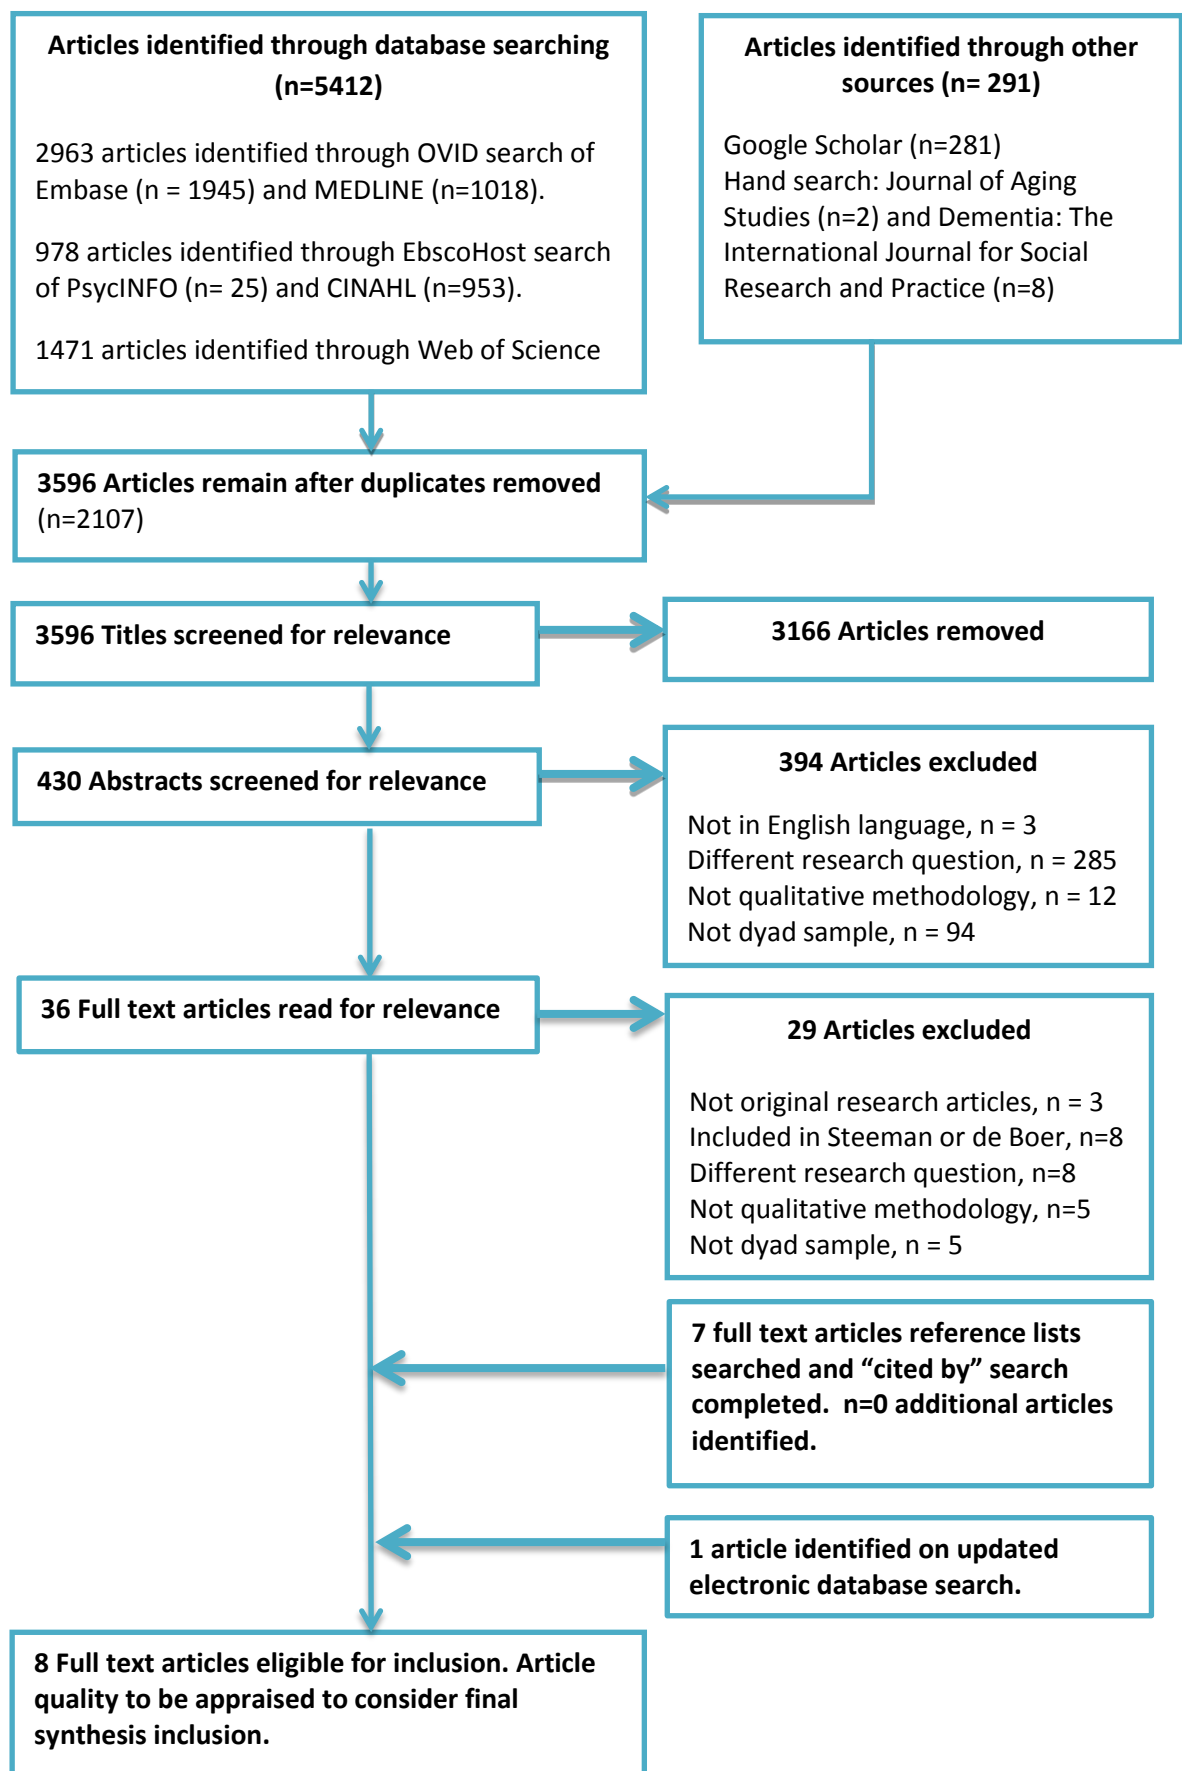 Articles identified through database searching
(n=5412)
2963 articles identified through OVID search of
Embase (n = 1945) and MEDLINE (n=1018).
978 articles identified through EbscoHost search
of PsycINFO (n= 25) and CINAHL (n=953).
1471 articles identified through Web of Science
Articles identified through other
sources (n= 291)
Google Scholar (n=281)
Hand search: Journal of Aging
Studies (n=2) and Dementia: The
International Journal for Social
Research and Practice (n=8)
3596 Articles remain after duplicates removed
(n=2107)
3596 Titles screened for relevance
3166 Articles removed
430 Abstracts screened for relevance
394 Articles excluded
Not in English language, n = 3
Different research question, n = 285
Not qualitative methodology, n = 12
Not dyad sample, n = 94
36 Full text articles read for relevance
29 Articles excluded
Not original research articles, n = 3
Included in Steeman or de Boer, n=8
Different research question, n=8
Not qualitative methodology, n=5
Not dyad sample, n = 5
7 full text articles reference lists
searched and “cited by” search
completed.  n=0 additional articles
identified.
1 article identified on updated
electronic database search.
8 Full text articles eligible for inclusion. Article
quality to be appraised to consider final
synthesis inclusion.